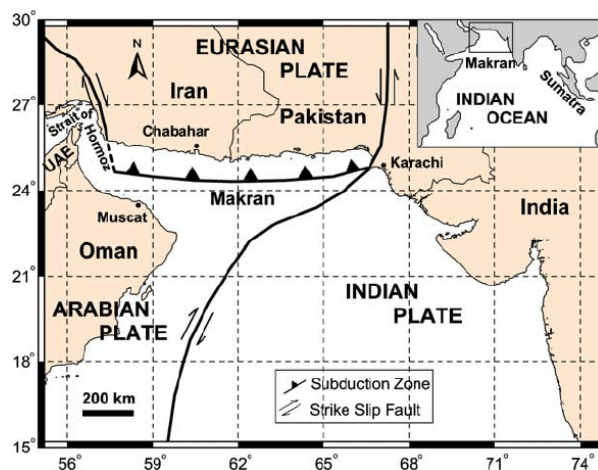 30°
27°
24°
21°
18°
15°
56°
59°
62°
65°
68°
71°
74°
N
EURASIAN
PLATE
Iran
Pakistan
Chabahar
Strait of
Hormoz
UAE
Karachi
Makran
Muscat
Oman
India
ARABIAN
PLATE
INDIAN
PLATE
200 km
Subduction Zone
Strike Slip Fault
Makran
Sumatra
INDIAN
OCEAN